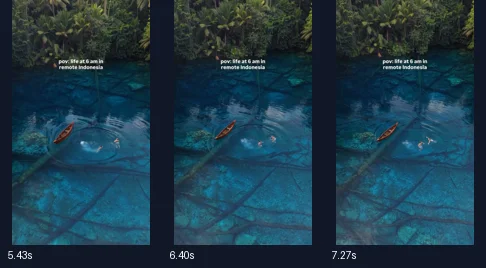 pov: life at 6 am in
remote Indonesia
pov: life at 6 am in
remote Indonesia
pov: life at 6 am in
remote Indonesia
5.43s
6.40s
7.27s